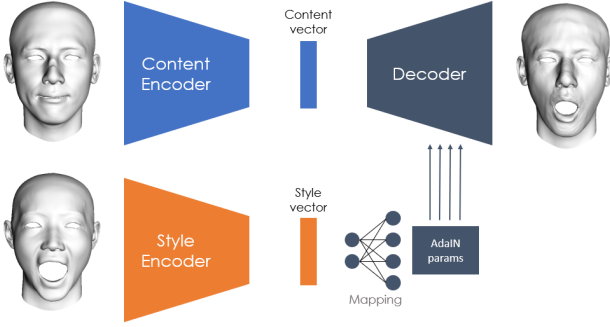 Content
vector
Content
Encoder
Decoder
Style
vector
Style
Encoder
AdaIN
params
Mapping